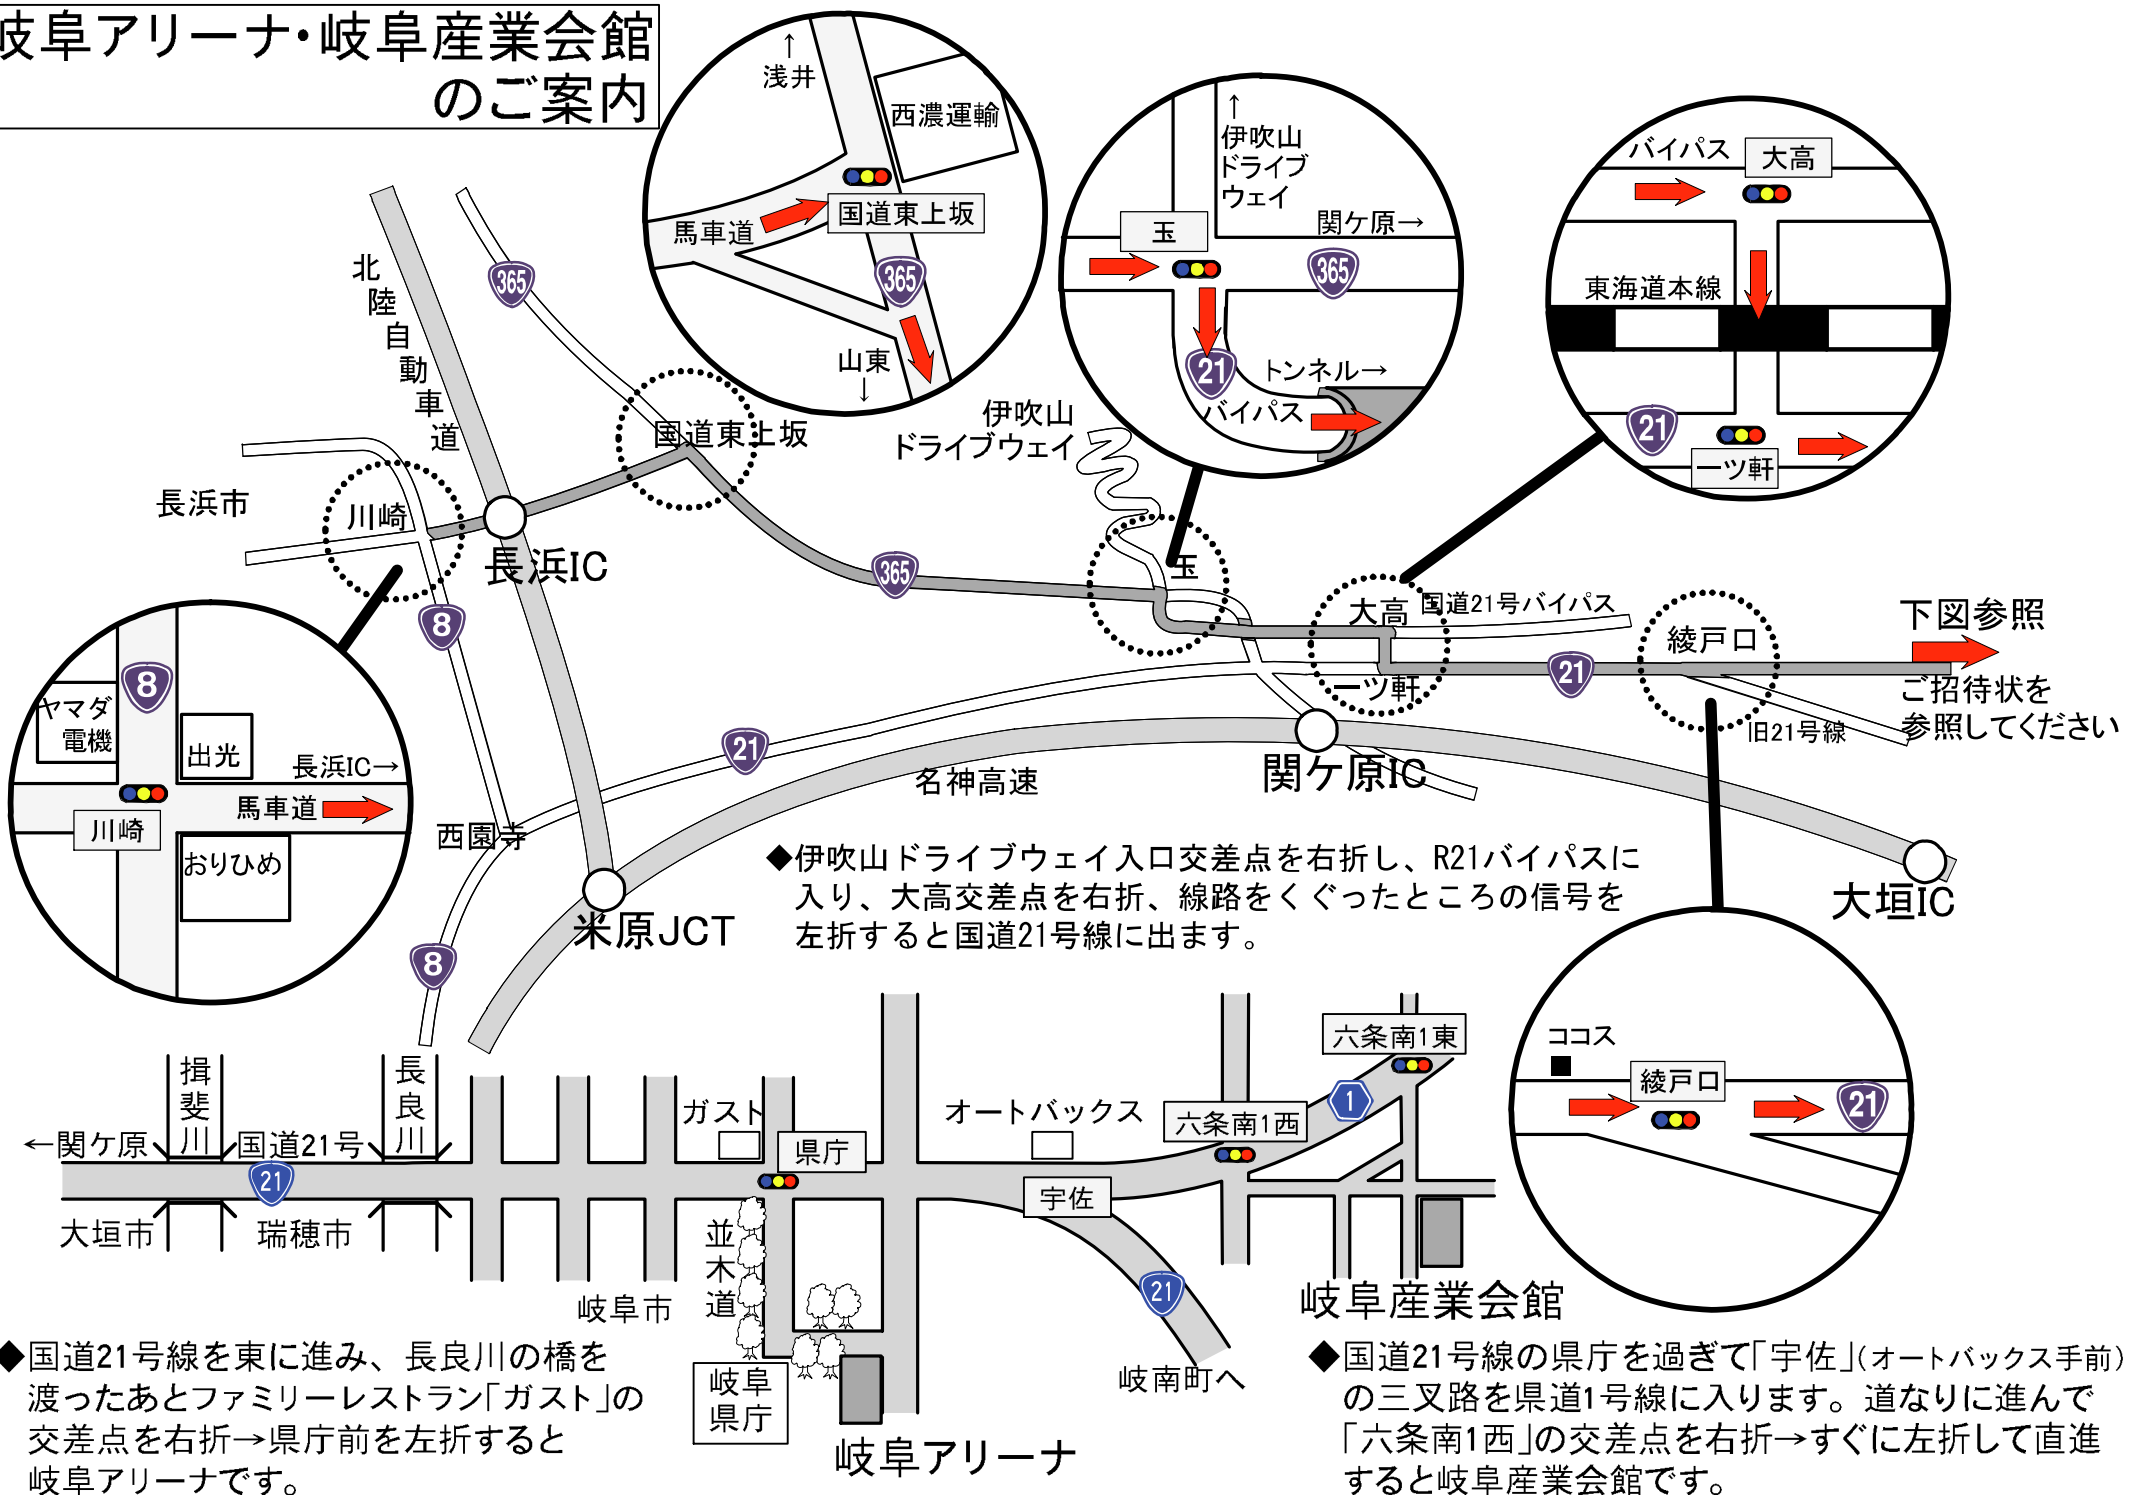 岐阜アリーナ・岐阜産業会館
のご案内
↑
浅井
西濃運輸
国道東上坂
馬車道
365
山東
↓
↑
伊吹山
ドライブ
ウェイ
玉
関ケ原→
365
21
トンネル→
バイパス
バイパス
大高
東海道本線
21
一ツ軒
北陸自動車道
365
国道東上坂
伊吹山
ドライブウェイ
長浜市
川崎
長浜IC
8
365
玉
大高
国道21号バイパス
綾戸口
下図参照
一ツ軒
21
ご招待状を
参照してください
旧21号線
8
ヤマダ
電機
出光
長浜IC→
馬車道
川崎
おりひめ
21
名神高速
関ケ原IC
西園寺
米原JCT
大垣IC
8
◆伊吹山ドライブウェイ入口交差点を右折し、R21バイパスに
入り、大高交差点を右折、線路をくぐったところの信号を
左折すると国道21号線に出ます。
ココス
綾戸口
21
揖斐川
長良川
←関ケ原
国道21号
21
大垣市
瑞穂市
ガスト
県庁
オートバックス
六条南1西
六条南1東
1
宇佐
並木道
21
岐阜市
岐阜産業会館
岐阜
県庁
岐南町へ
岐阜アリーナ
◆国道21号線を東に進み、長良川の橋を
渡ったあとファミリーレストラン「ガスト」の
交差点を右折→県庁前を左折すると
岐阜アリーナです。
◆国道21号線の県庁を過ぎて「宇佐」(オートバックス手前)
の三叉路を県道1号線に入ります。道なりに進んで
「六条南1西」の交差点を右折→すぐに左折して直進
すると岐阜産業会館です。